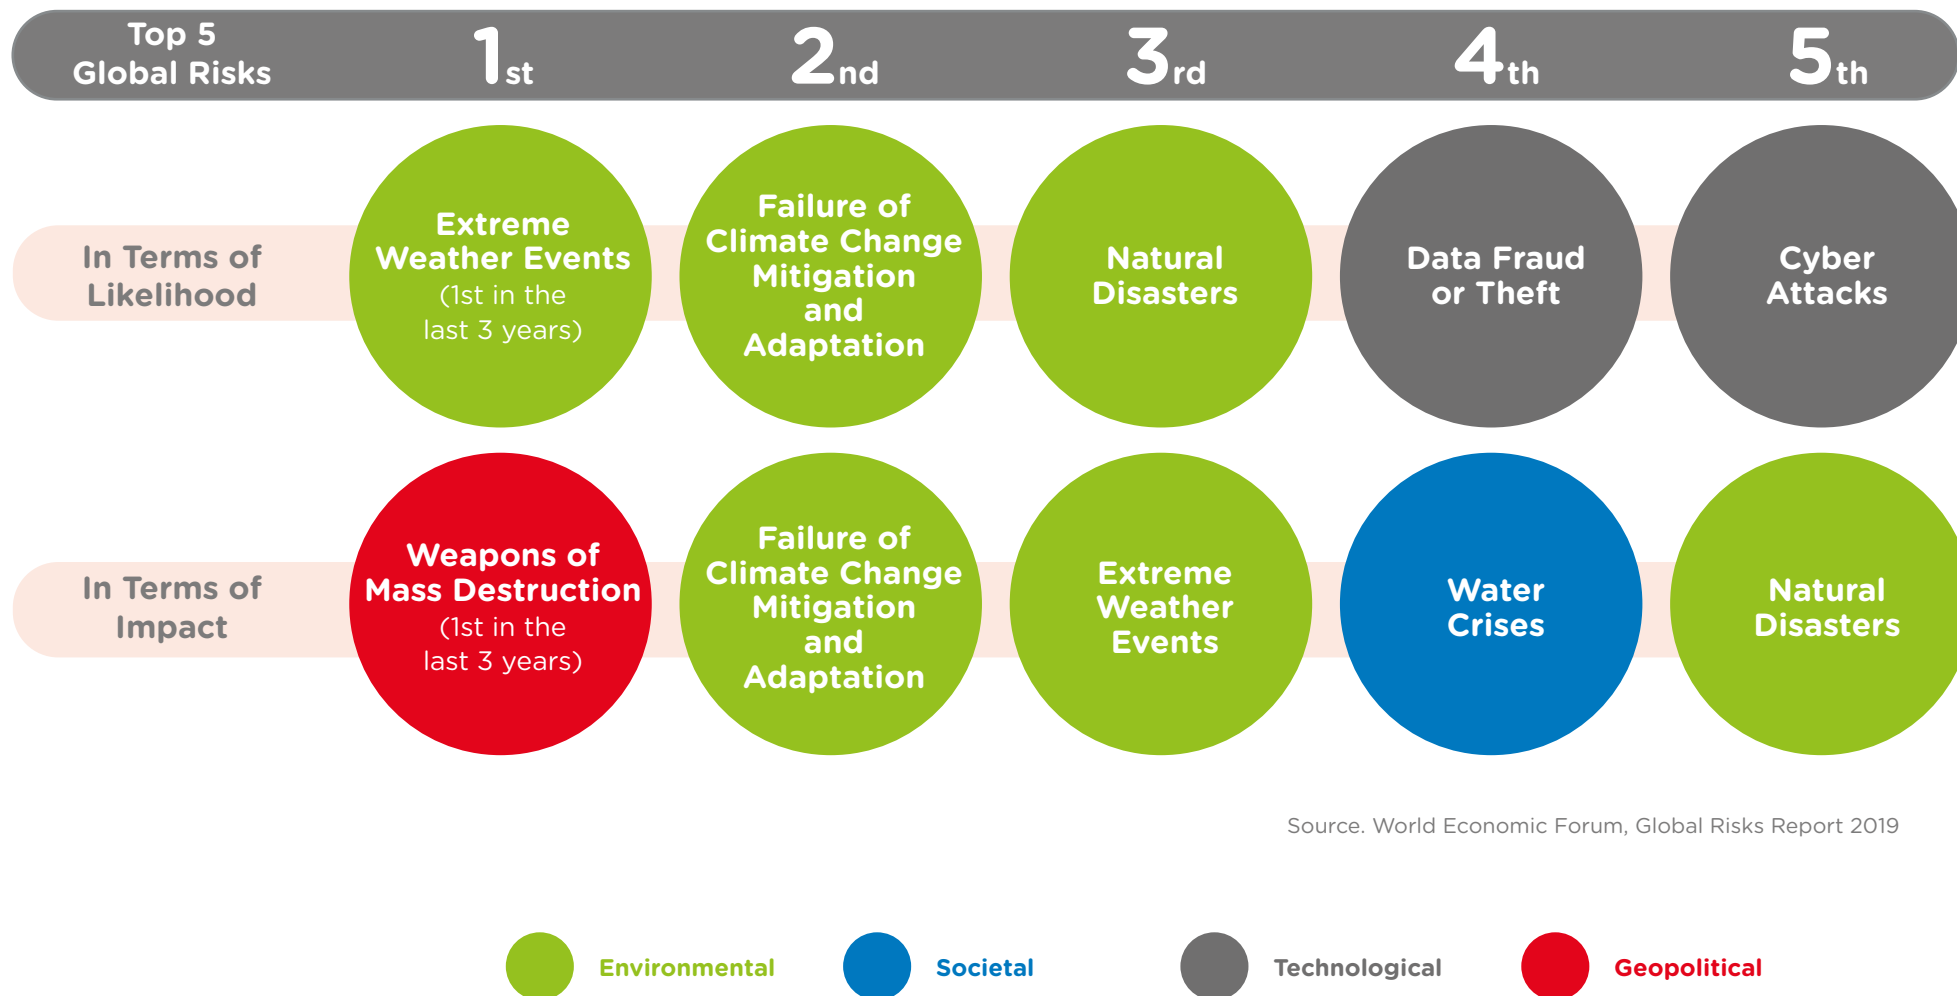 Top 5
Global Risks
1st
2nd
3rd
4th
5th
In Terms of
Likelihood
Extreme
Weather Events
(1st in the
last 3 years)
Failure of
Climate Change
Mitigation
and
Adaptation
Natural
Disasters
Data Fraud
or Theft
Cyber
Attacks
In Terms of
Impact
Weapons of
Mass Destruction
(1st in the
last 3 years)
Failure of
Climate Change
Mitigation
and
Adaptation
Extreme
Weather
Events
Water
Crises
Natural
Disasters
Source. World Economic Forum, Global Risks Report 2019
Environmental
Societal
Technological
Geopolitical